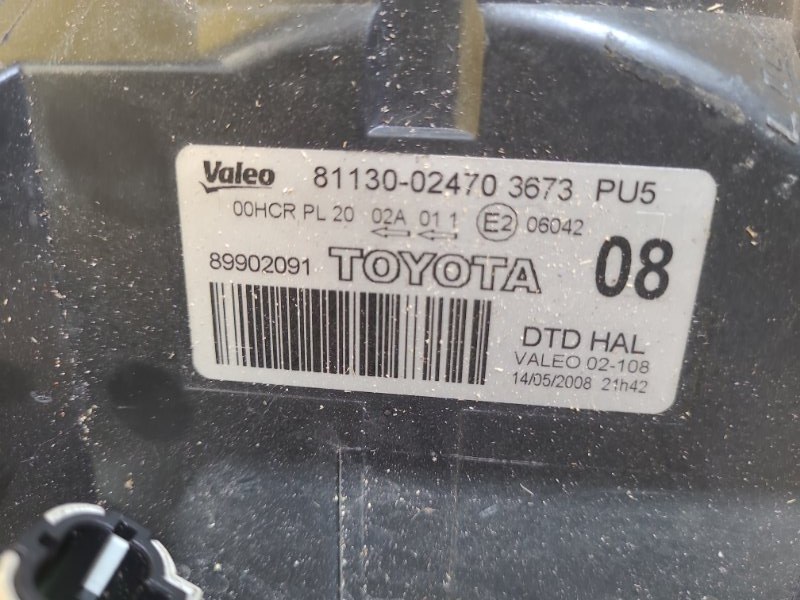 Valeo 81130-02470 3673 PU5
00HCR PL 20 02A 01 1 E2 06042
89902091 TOYOTA 08
DTD HAL
VALEO 02-108
14/05/2008 21h42